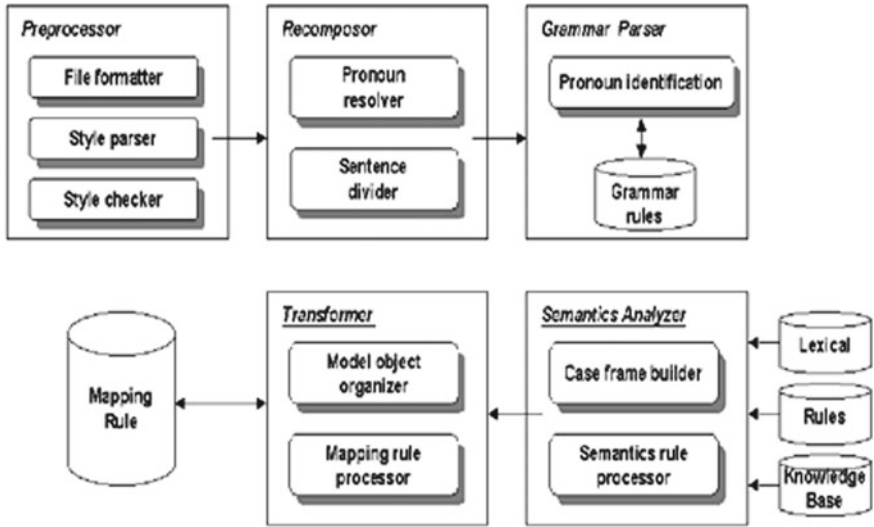 Preprocessor
File formatter
Style parser
Style checker
Recomposor
Pronoun
resolver
Sentence
divider
Grammar Parser
Pronoun identification
Grammar
rules
Mapping
Rule
Transformer
Model object
organizer
Mapping rule
processor
Semantics Analyzer
Case frame builder
Semantics rule
processor
Lexical
Rules
Knowledge
Base